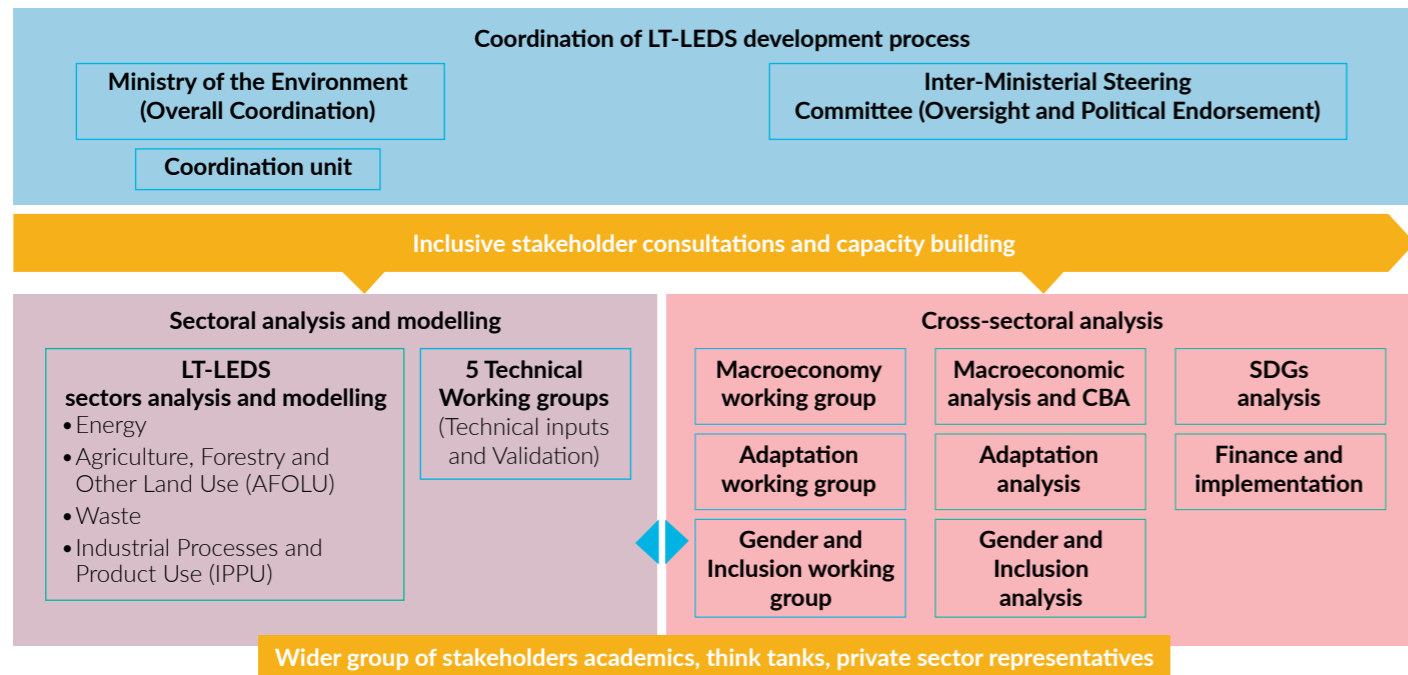 Coordination of LT-LEDS development process
Ministry of the Environment
(Overall Coordination)
Inter-Ministerial Steering
Committee (Oversight and Political Endorsement)
Coordination unit
Inclusive stakeholder consultations and capacity building
Sectoral analysis and modelling
LT-LEDS
sectors analysis and modelling
• Energy
• Agriculture, Forestry and
Other Land Use (AFOLU)
• Waste
• Industrial Processes and
Product Use (IPPU)
5 Technical
Working groups
(Technical inputs
and Validation)
Cross-sectoral analysis
Macroeconomy
working group
Macroeconomic
analysis and CBA
SDGs
analysis
Adaptation
working group
Adaptation
analysis
Finance and
implementation
Gender and
Inclusion working
group
Gender and
Inclusion
analysis
Wider group of stakeholders academics, think tanks, private sector representatives